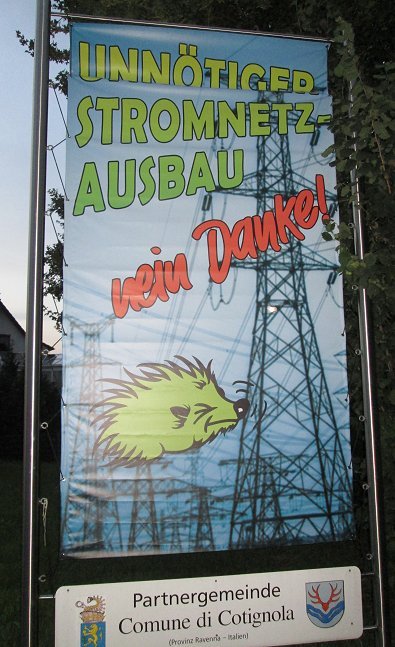 UNNÖTIGER
STROMNETZ-
AUSBAU
nein Danke!
Partnergemeinde
Comune di Cotignola
(Provinz Ravenna – Italien)